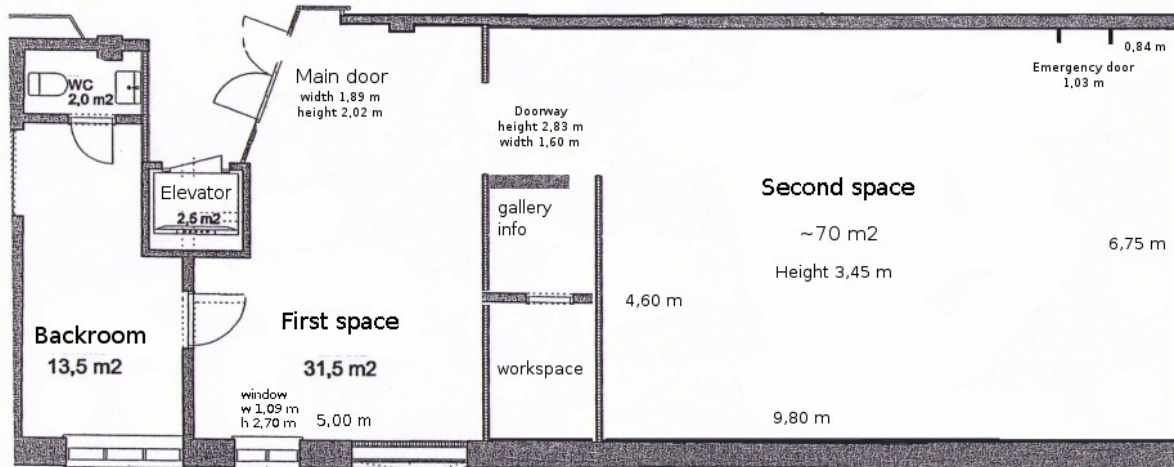 WC
2,0 m2
Main door
width 1,89 m
height 2,02 m
Doorway
height 2,83 m
width 1,60 m
0,84 m
Emergency door
1,03 m
Elevator
2,5 m2
gallery
info
Second space
~70 m2
Height 3,45 m
6,75 m
4,60 m
Backroom
13,5 m2
First space
31,5 m2
workspace
window
w 1,09 m
h 2,70 m
5,00 m
9,80 m